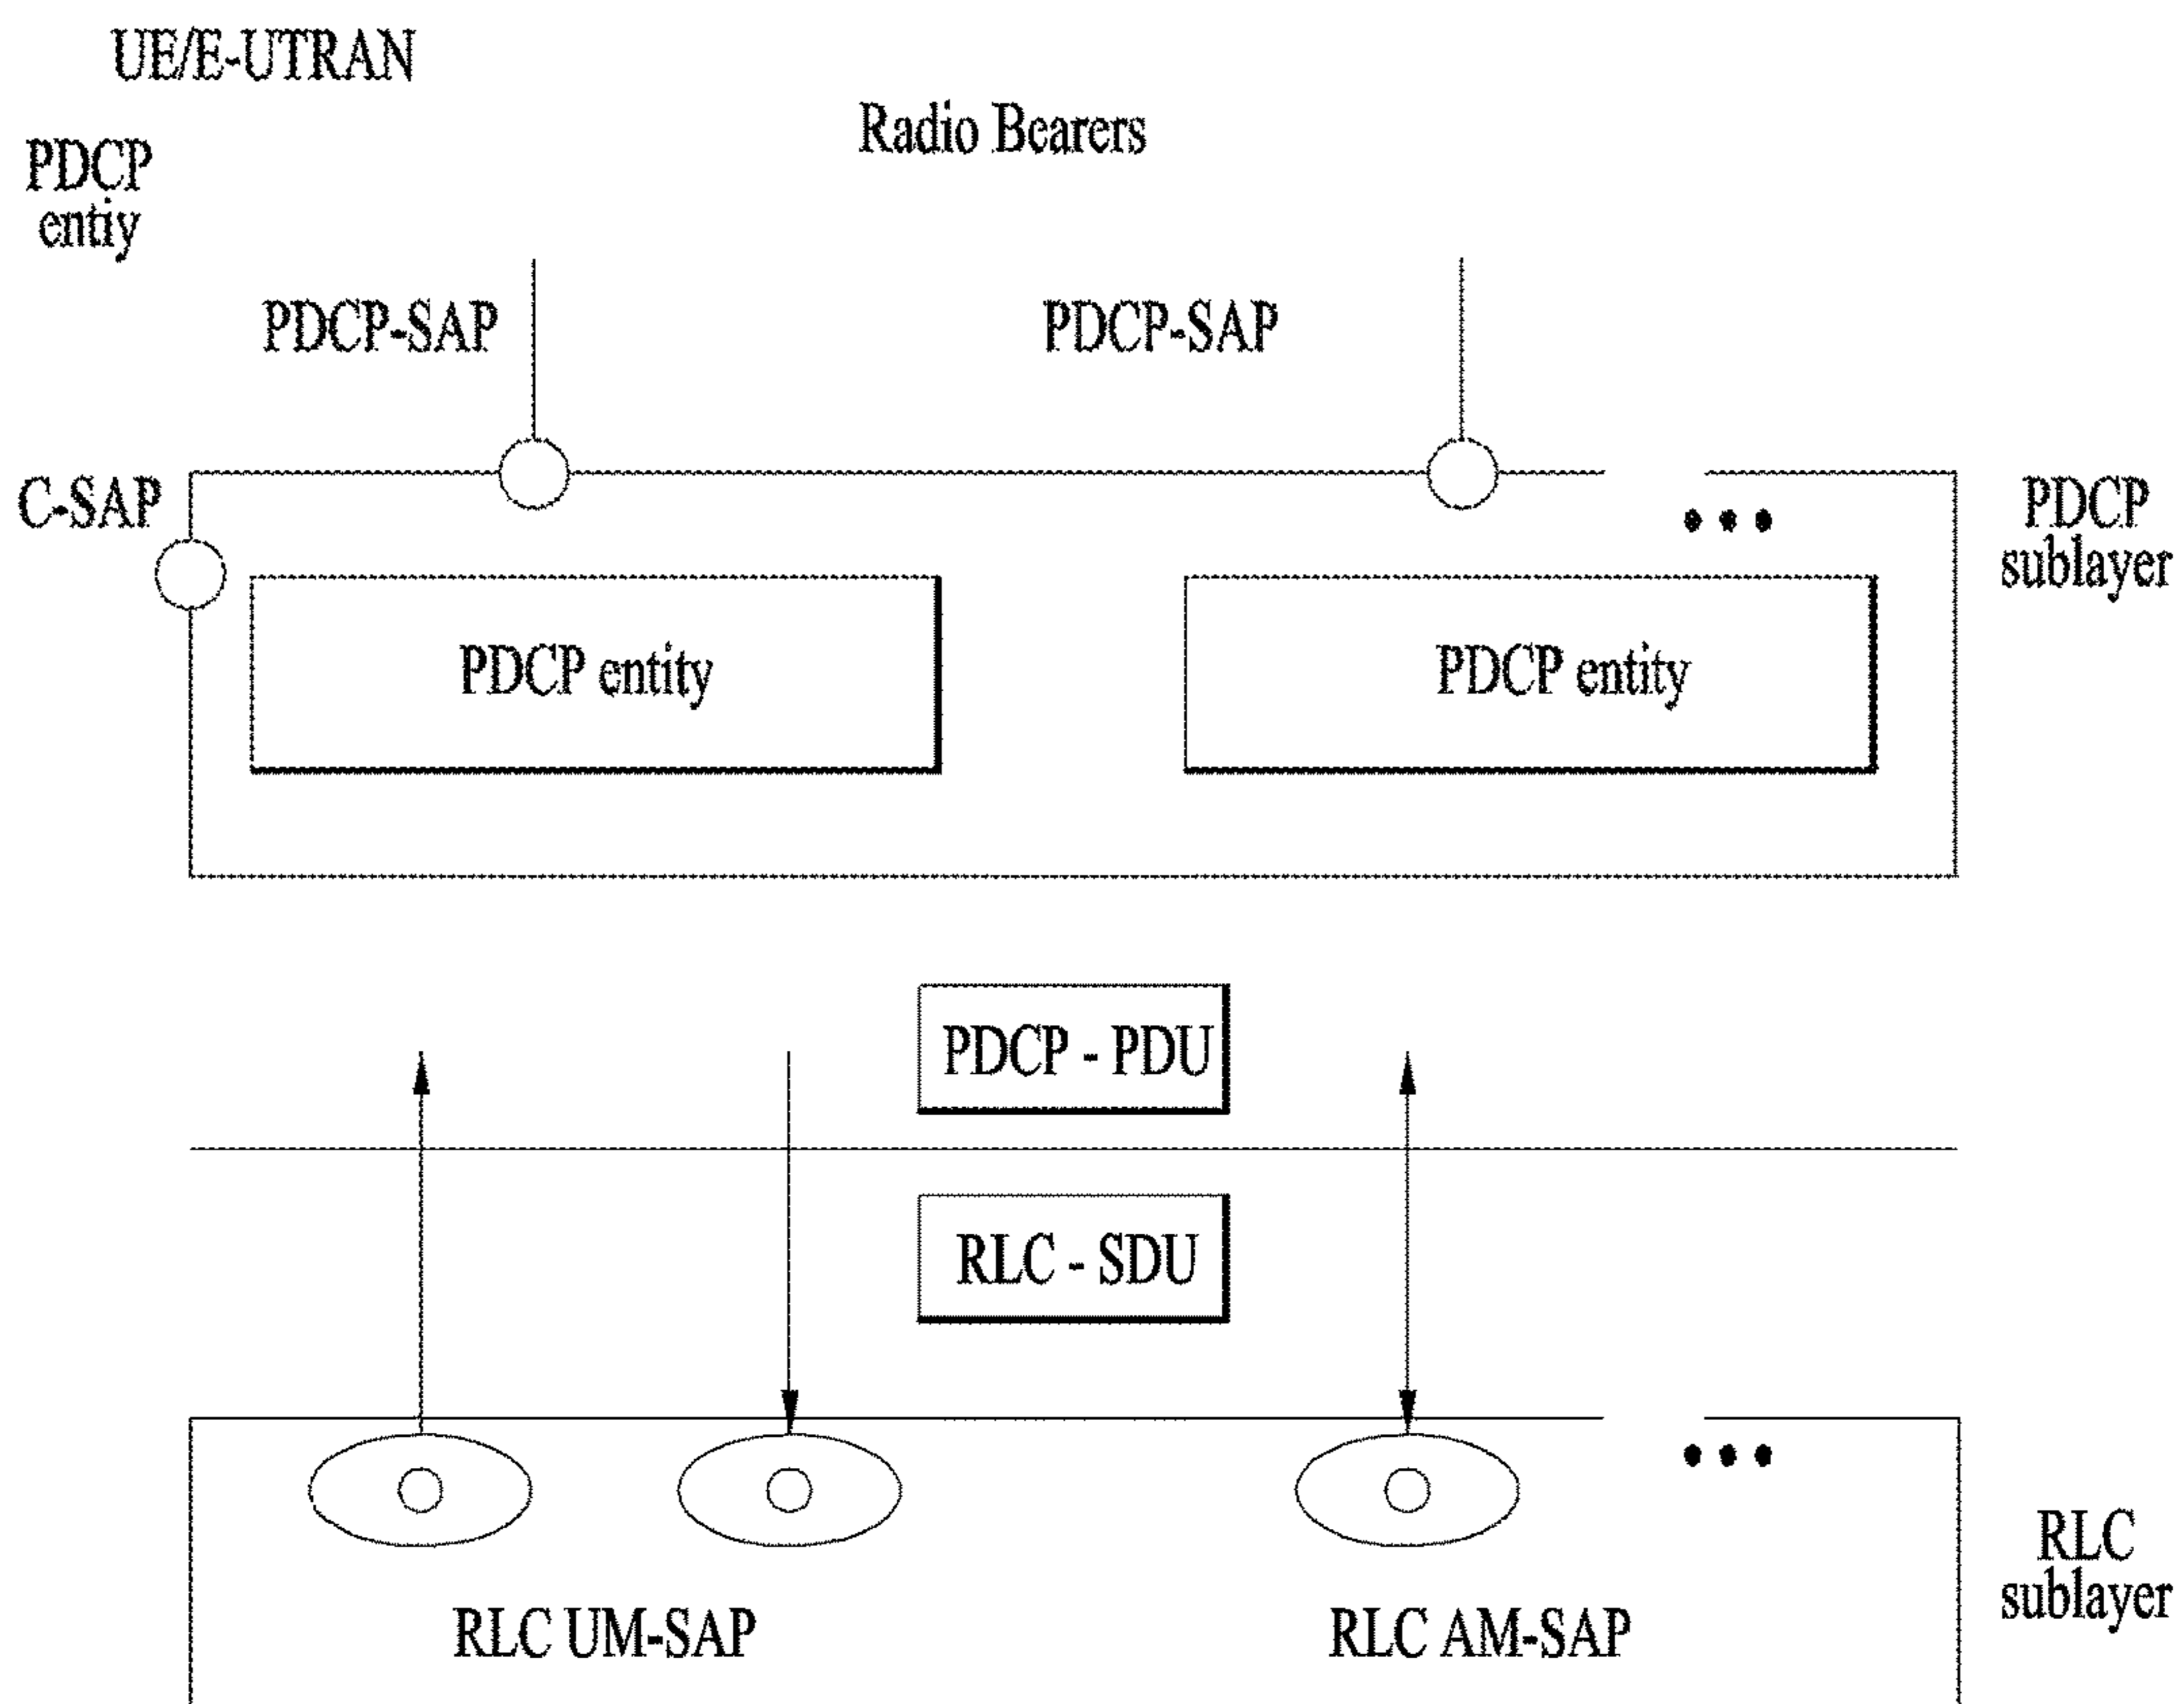 UE/E-UTRAN
Radio Bearers
PDCP
entiy
PDCP-SAP
PDCP-SAP
C-SAP
PDCP
sublayer
PDCP entity
PDCP entity
PDCP - PDU
RLC - SDU
RLC
sublayer
RLC UM-SAP
RLC AM-SAP